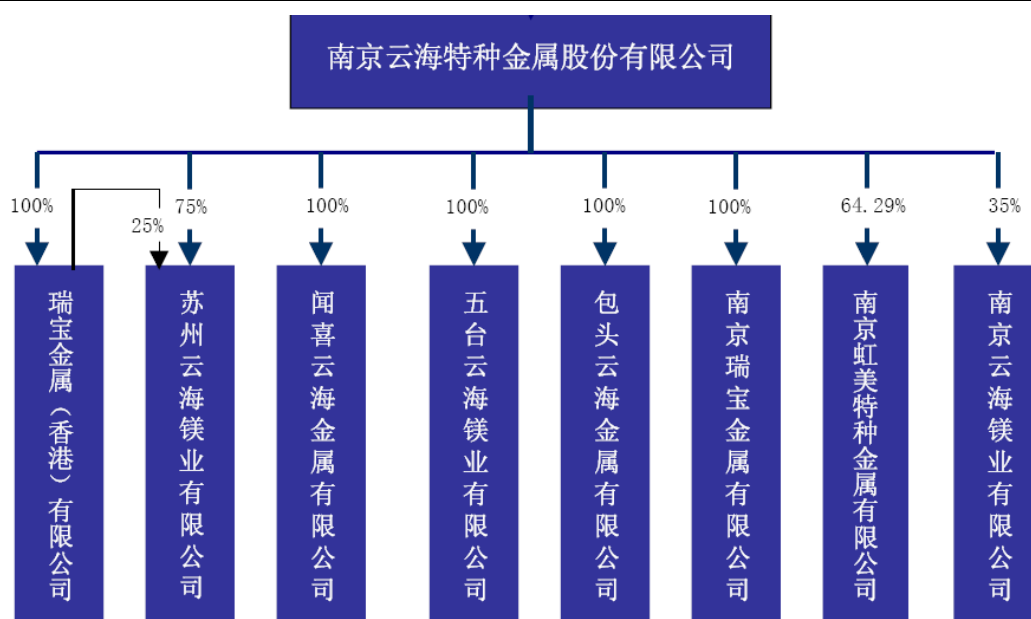 南京云海特种金属股份有限公司
100%
25%
75%
100%
100%
100%
100%
64.29%
35%
瑞宝金属（香港）有限公司
苏州云海镁业有限公司
闻喜云海金属有限公司
五台云海镁业有限公司
包头云海金属有限公司
南京瑞宝金属有限公司
南京虹美特种金属有限公司
南京云海镁业有限公司